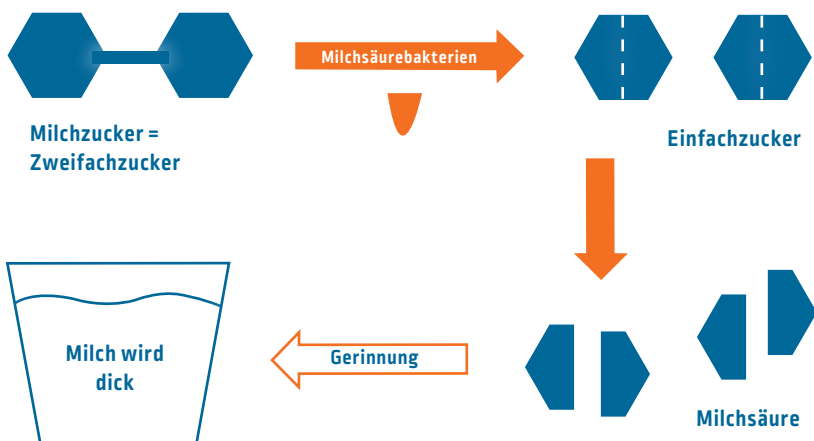 Milchsäurebakterien
Milchzucker =
Zweifachzucker
Einfachzucker
Milch wird
dick
Gerinnung
Milchsäure